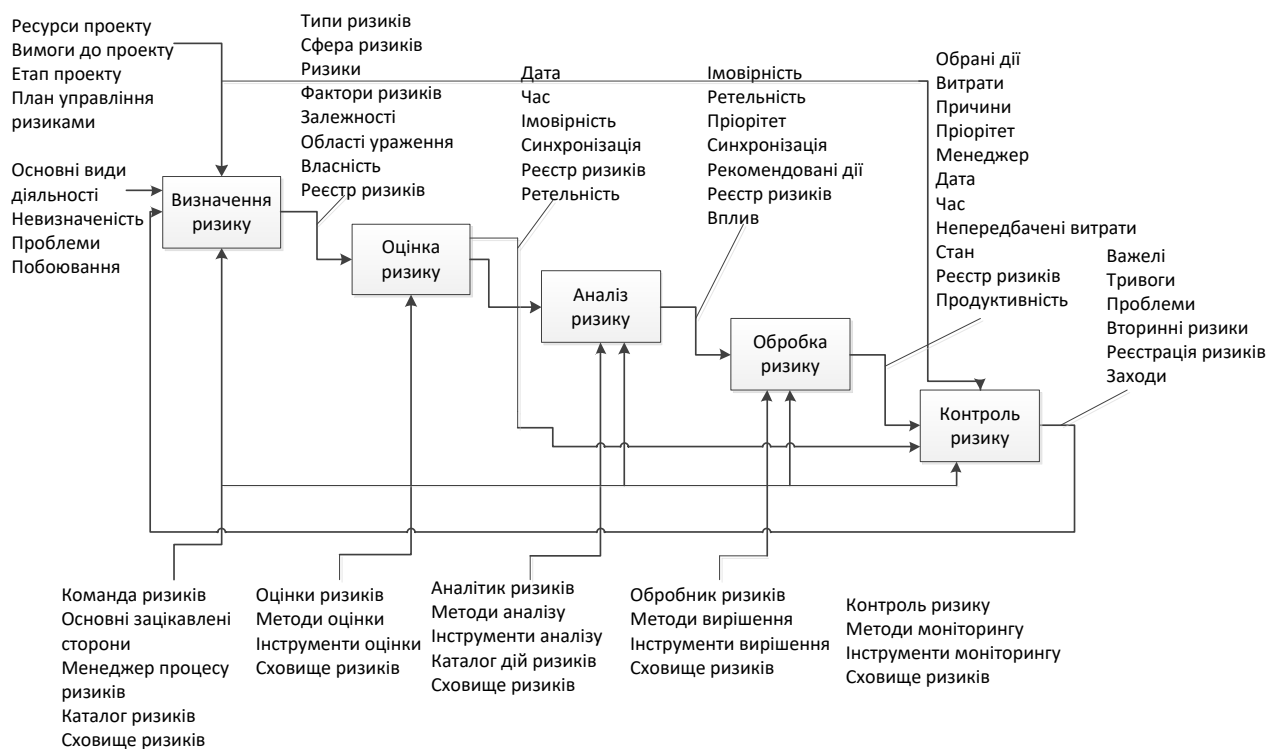 Ресурси проекту
Вимоги до проекту
Етап проекту
План управління
ризиками
Типи ризиків
Сфера ризиків
Ризики
Фактори ризиків
Залежності
Області ураження
Власність
Реєстр ризиків
Дата
Час
Імовірність
Синхронізація
Реєстр ризиків
Ретельність
Імовірність
Ретельність
Пріоритет
Синхронізація
Рекомендовані дії
Реєстр ризиків
Вплив
Обрані дії
Витрати
Причини
Пріоритет
Менеджер
Дата
Час
Непередбачені витрати
Стан
Реєстр ризиків
Продуктивність
Важелі
Тривоги
Проблеми
Вторинні ризики
Реєстрація ризиків
Заходи
Основні види
діяльності
Невизначеність
Проблеми
Побоювання
Визначення
ризику
Оцінка
ризику
Аналіз
ризику
Обробка
ризику
Контроль
ризику
Команда ризиків
Основні зацікавлені
сторони
Менеджер процесу
ризиків
Каталог ризиків
Сховище ризиків
Оцінки ризиків
Методи оцінки
Інструменти оцінки
Сховище ризиків
Аналітик ризиків
Методи аналізу
Інструменти аналізу
Каталог дій ризиків
Сховище ризиків
Обробник ризиків
Методи вирішення
Інструменти вирішення
Сховище ризиків
Контроль ризику
Методи моніторингу
Інструменти моніторингу
Сховище ризиків